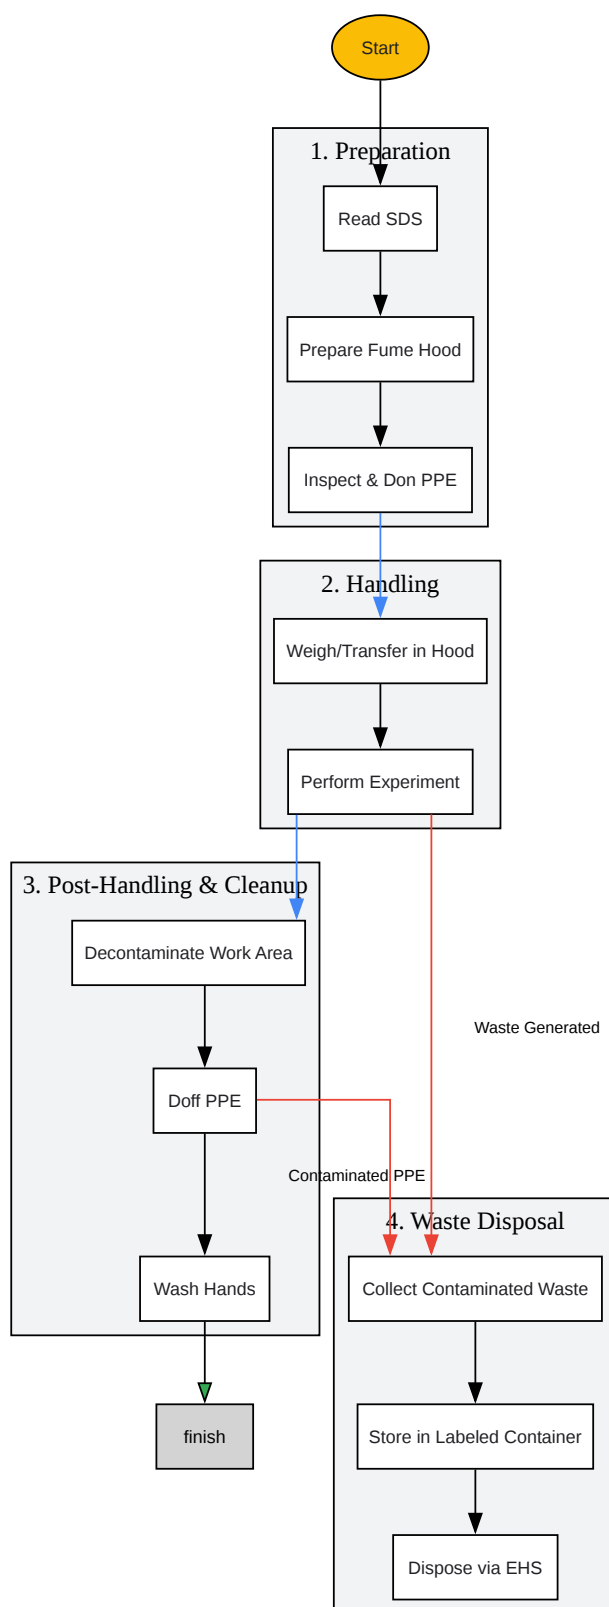 Start
1. Preparation
Read SDS
Prepare Fume Hood
Inspect & Don PPE
2. Handling
Weigh/Transfer in Hood
Perform Experiment
3. Post-Handling & Cleanup
Decontaminate Work Area
Waste Generated
Doff PPE
Contaminated PPE
4. Waste Disposal
Wash Hands
Collect Contaminated Waste
finish
Store in Labeled Container
Dispose via EHS